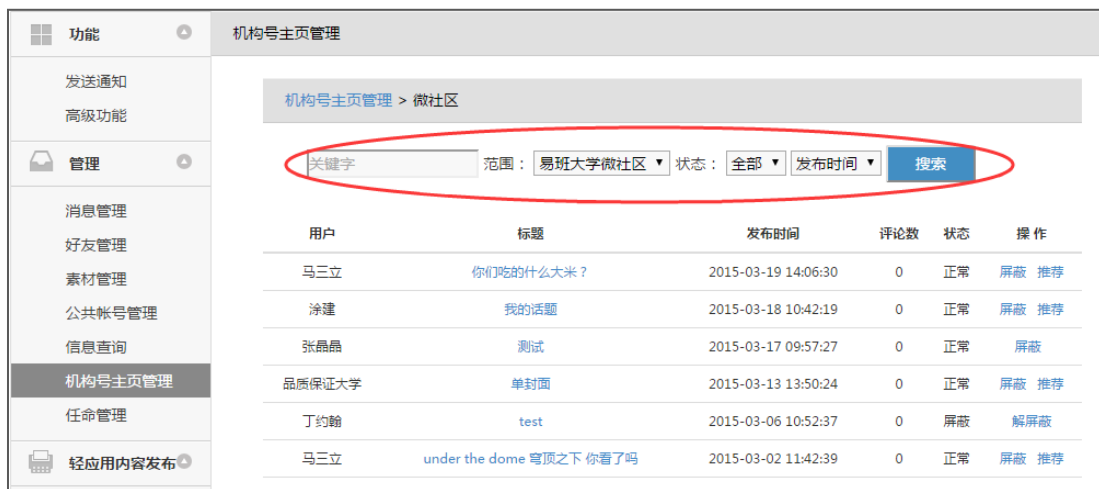 功能
机构号主页管理
发送通知
高级功能
管理
消息管理
好友管理
素材管理
公共帐号管理
信息查询
机构号主页管理
任命管理
轻应用内容发布
机构号主页管理 > 微社区
关键字 范围： 易班大学微社区 状态： 全部 发布时间 搜索
用户 标题 发布时间 评论数 状态 操作
马三立 你们吃的什么大米？ 2015-03-19 14:06:30 0 正常 屏蔽 推荐
涂建 我的话题 2015-03-18 10:42:19 0 正常 屏蔽 推荐
张晶晶 测试 2015-03-17 09:57:27 0 正常 屏蔽
品质保证大学 单封面 2015-03-13 13:50:24 0 正常 屏蔽 推荐
丁约翰 test 2015-03-06 10:52:37 0 屏蔽 解屏蔽
马三立 under the dome 穹顶之下 你看了吗 2015-03-02 11:42:39 0 正常 屏蔽 推荐